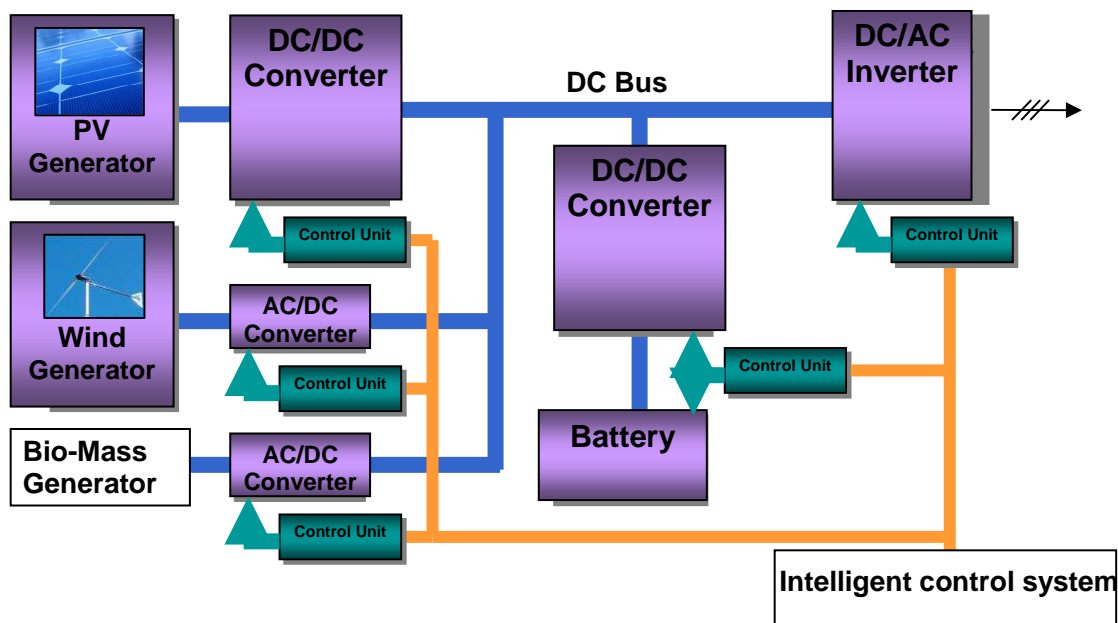 PV
Generator
DC/DC
Converter
DC Bus
DC/AC
Inverter
DC/DC
Converter
Control Unit
Control Unit
Wind
Generator
AC/DC
Converter
Control Unit
Control Unit
Battery
Bio-Mass
Generator
AC/DC
Converter
Control Unit
Intelligent control system